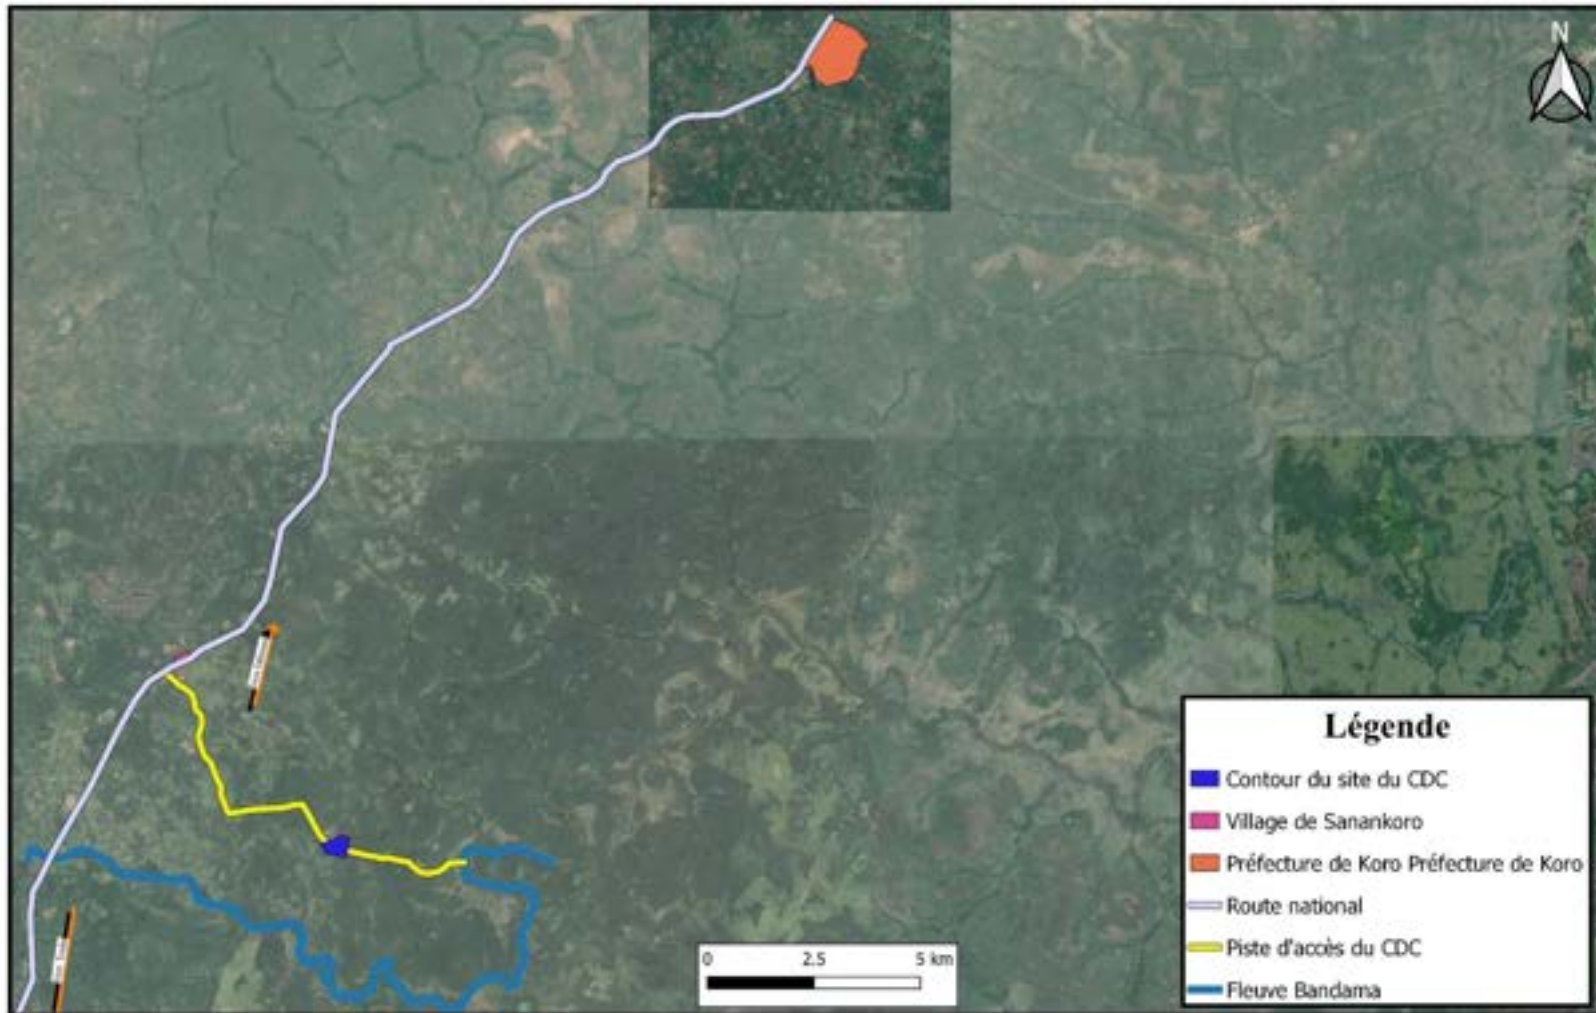 N
Légende
Contour du site du CDC
Village de Sanankoro
Préfecture de Koro Préfecture de Koro
Route national
Piste d'accès du CDC
Fleuve Bandama
0 2.5 5 km